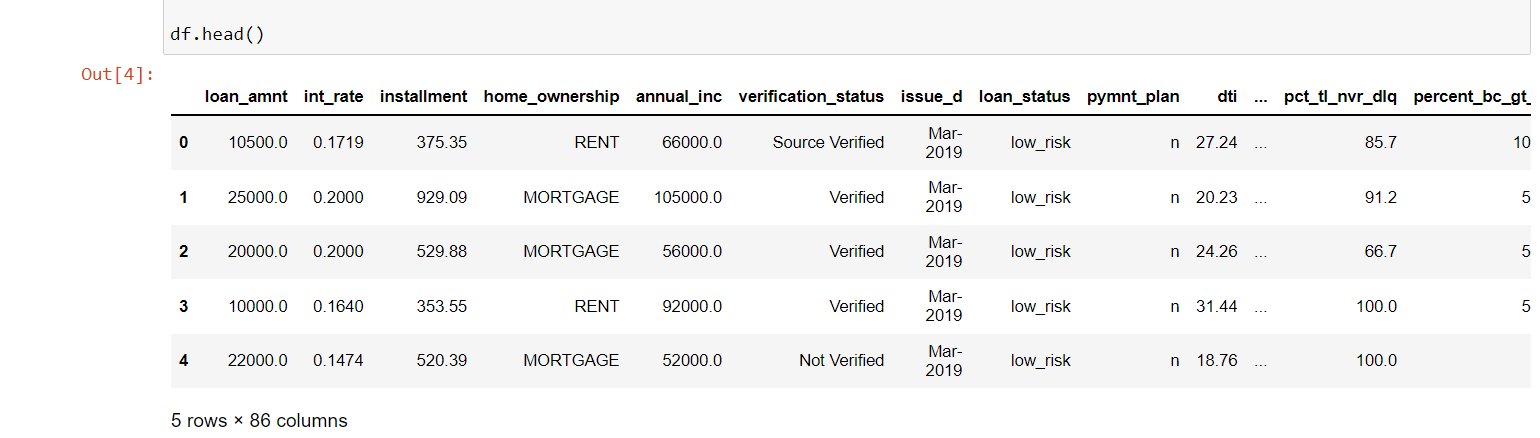 df.head()
Out[4]:
loan_amnt int_rate installment home_ownership annual_inc verification_status issue_d loan_status pymnt_plan dti ... pct_tl_nvr_dlq percent_bc_gt_
0 10500.0 0.1719 375.35 RENT 66000.0 Source Verified Mar-2019 low_risk n 27.24 ... 85.7 10
1 25000.0 0.2000 929.09 MORTGAGE 105000.0 Verified Mar-2019 low_risk n 20.23 ... 91.2 5
2 20000.0 0.2000 529.88 MORTGAGE 56000.0 Verified Mar-2019 low_risk n 24.26 ... 66.7 5
3 10000.0 0.1640 353.55 RENT 92000.0 Verified Mar-2019 low_risk n 31.44 ... 100.0 5
4 22000.0 0.1474 520.39 MORTGAGE 52000.0 Not Verified Mar-2019 low_risk n 18.76 ... 100.0
5 rows × 86 columns